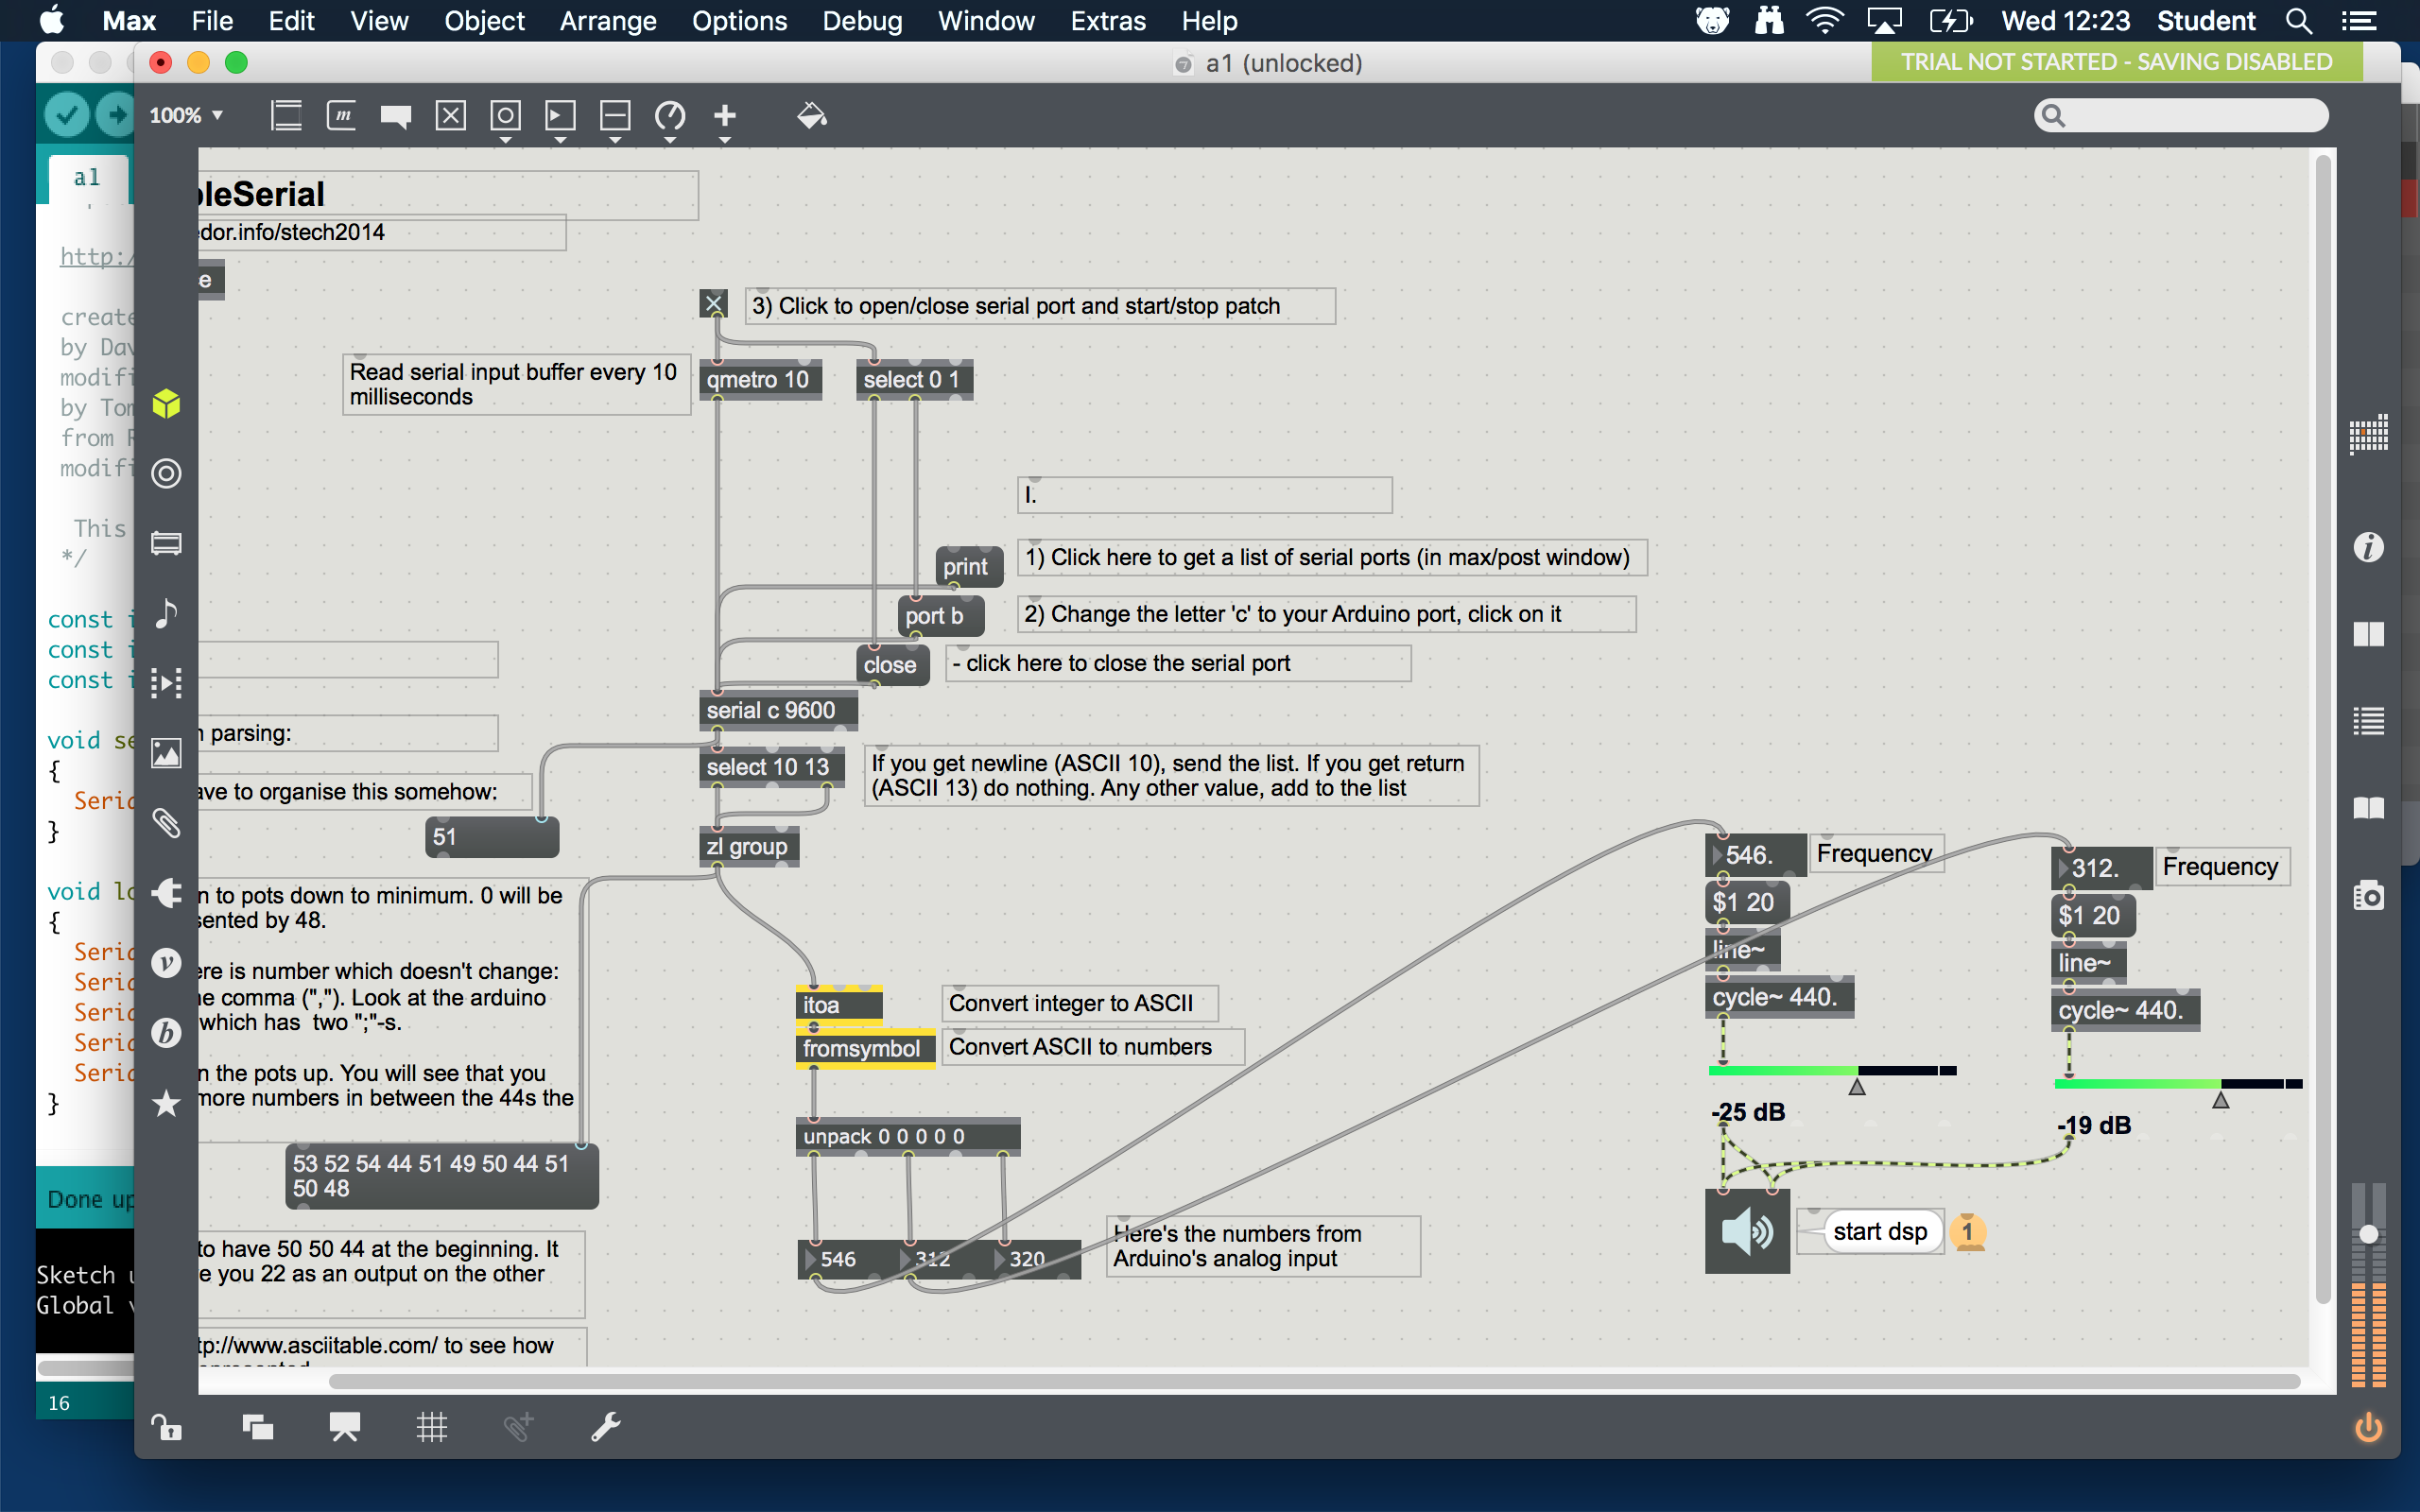 Max File Edit View Object Arrange Options Debug Window Extras Help Wed 12:23 Student
a1 (unlocked)
TRIAL NOT STARTED - SAVING DISABLED
100%
a1
http:/
create
by Dav
modifi
by Tom
from R
modifi
This
*/
const i
const i
const i
void se
{
Seria
}
void lo
{
Seria
Seria
Seria
Seria
Seria
}
Done up
Sketch u
Global v
16
oleSerial
edor.info/stech2014
e
3) Click to open/close serial port and start/stop patch
Read serial input buffer every 10
milliseconds
qmetro 10
select 0 1
I.
print
1) Click here to get a list of serial ports (in max/post window)
port b
2) Change the letter 'c' to your Arduino port, click on it
close
- click here to close the serial port
serial c 9600
n parsing:
select 10 13
If you get newline (ASCII 10), send the list. If you get return
(ASCII 13) do nothing. Any other value, add to the list
ave to organise this somehow:
51
zl group
n to pots down to minimum. 0 will be
sented by 48.
ere is number which doesn't change:
ne comma (","). Look at the arduino
which has two ";"-s.
n the pots up. You will see that you
more numbers in between the 44s the
itoa
Convert integer to ASCII
fromsymbol
Convert ASCII to numbers
unpack 0 0 0 0 0
53 52 54 44 51 49 50 44 51
50 48
546 312 320
Here's the numbers from
Arduino's analog input
to have 50 50 44 at the beginning. It
e you 22 as an output on the other
tp://www.asciitable.com/ to see how
546.
Frequency
$1 20
line~
cycle~ 440.
-25 dB
312.
Frequency
$1 20
line~
cycle~ 440.
-19 dB
start dsp
1